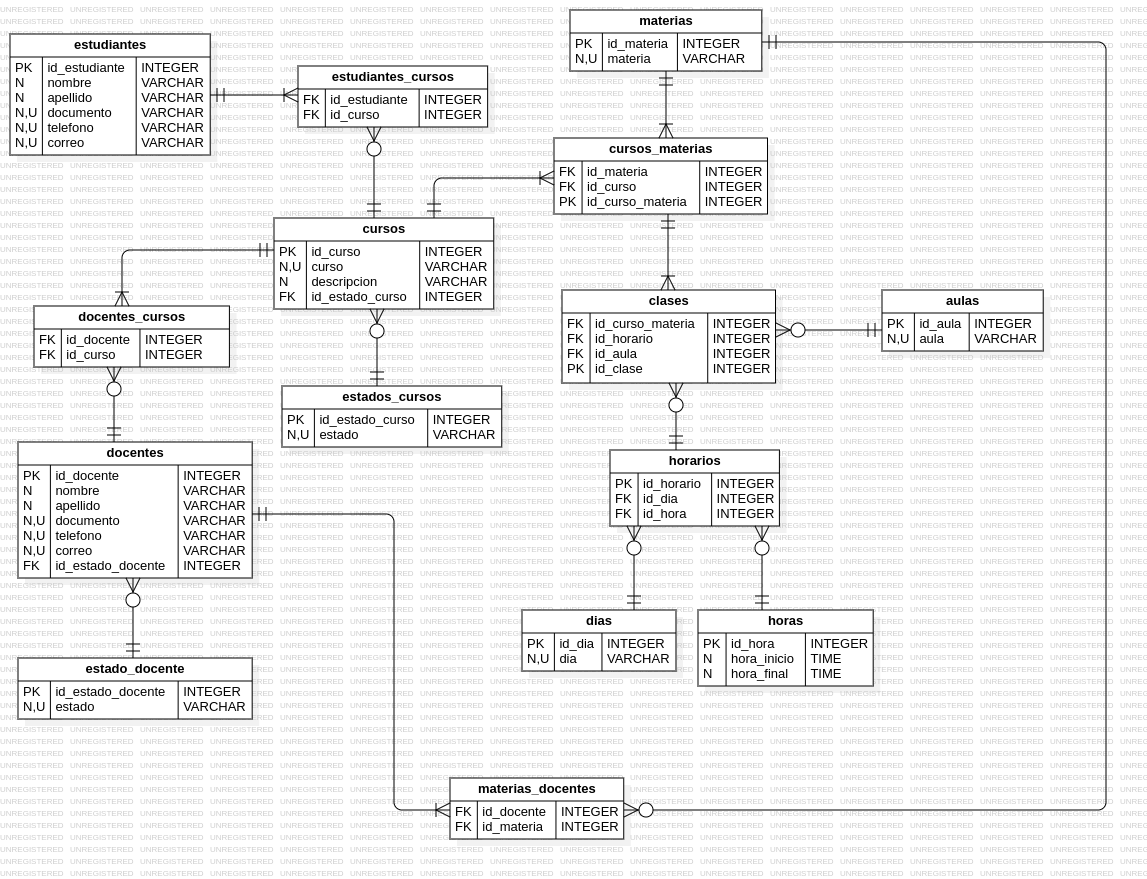 estudiantes
PK id_estudiante INTEGER
N nombre VARCHAR
N apellido VARCHAR
N,U documento VARCHAR
N,U telefono VARCHAR
N,U correo VARCHAR
estudiantes_cursos
FK id_estudiante INTEGER
FK id_curso INTEGER
materias
PK id_materia INTEGER
N,U materia VARCHAR
cursos_materias
FK id_materia INTEGER
FK id_curso INTEGER
PK id_curso_materia INTEGER
cursos
PK id_curso INTEGER
N,U curso VARCHAR
N descripcion VARCHAR
FK id_estado_curso INTEGER
docentes_cursos
FK id_docente INTEGER
FK id_curso INTEGER
clases
FK id_curso_materia INTEGER
FK id_horario INTEGER
FK id_aula INTEGER
PK id_clase INTEGER
aulas
PK id_aula INTEGER
N,U aula VARCHAR
estados_cursos
PK id_estado_curso INTEGER
N,U estado VARCHAR
docentes
PK id_docente INTEGER
N nombre VARCHAR
N apellido VARCHAR
N,U documento VARCHAR
N,U telefono VARCHAR
N,U correo VARCHAR
FK id_estado_docente INTEGER
horarios
PK id_horario INTEGER
FK id_dia INTEGER
FK id_hora INTEGER
dias
PK id_dia INTEGER
N,U dia VARCHAR
horas
PK id_hora INTEGER
N hora_inicio TIME
N hora_final TIME
estado_docente
PK id_estado_docente INTEGER
N,U estado VARCHAR
materias_docentes
FK id_docente INTEGER
FK id_materia INTEGER
UNREGISTERED